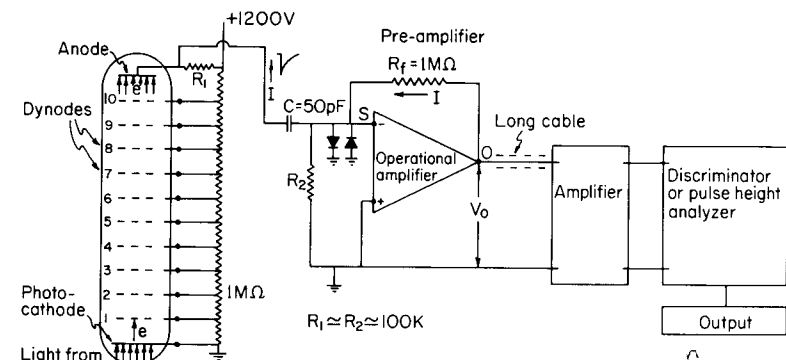 +1200V
Anode
e
R₁
I
C=50pF
Pre-amplifier
Rf=1MΩ
I
S
-
+
Operational
amplifier
O
Long cable
R₂
V₀
Amplifier
Discriminator
or pulse height
analyzer
Output
Dynodes
10
9
8
7
6
5
4
3
2
1
1MΩ
Photo-
cathode
e
R₁≃R₂≃100K
Light from